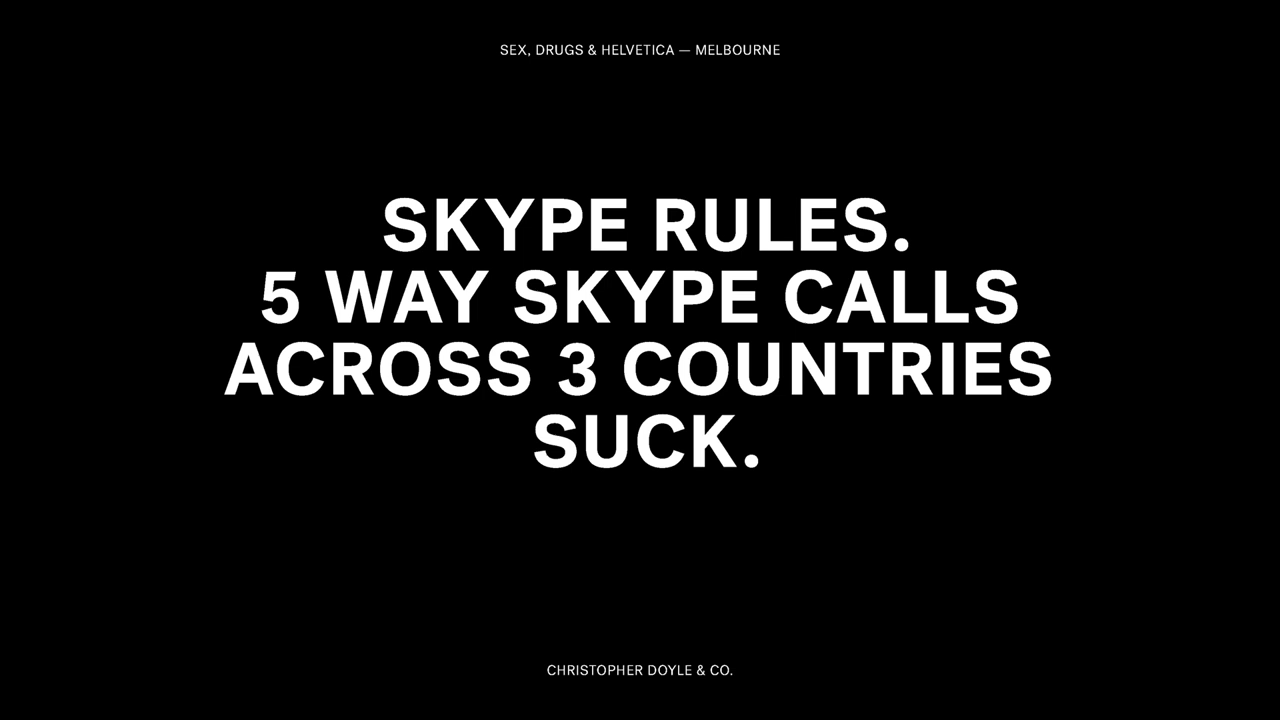 SEX, DRUGS & HELVETICA — MELBOURNE
SKYPE RULES.
5 WAY SKYPE CALLS
ACROSS 3 COUNTRIES
SUCK.
CHRISTOPHER DOYLE & CO.